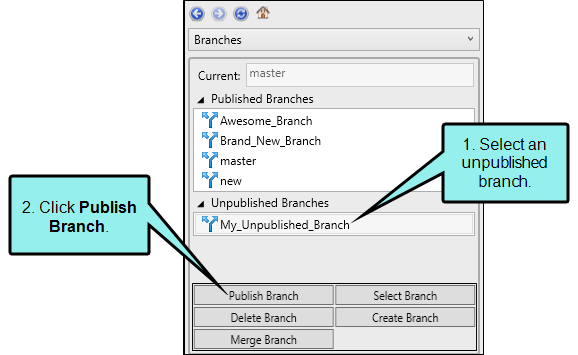 Branches
Current: master
Published Branches
Awesome_Branch
Brand_New_Branch
master
new
1. Select an
unpublished
branch.
Unpublished Branches
My_Unpublished_Branch
2. Click Publish
Branch.
Publish Branch
Select Branch
Delete Branch
Create Branch
Merge Branch